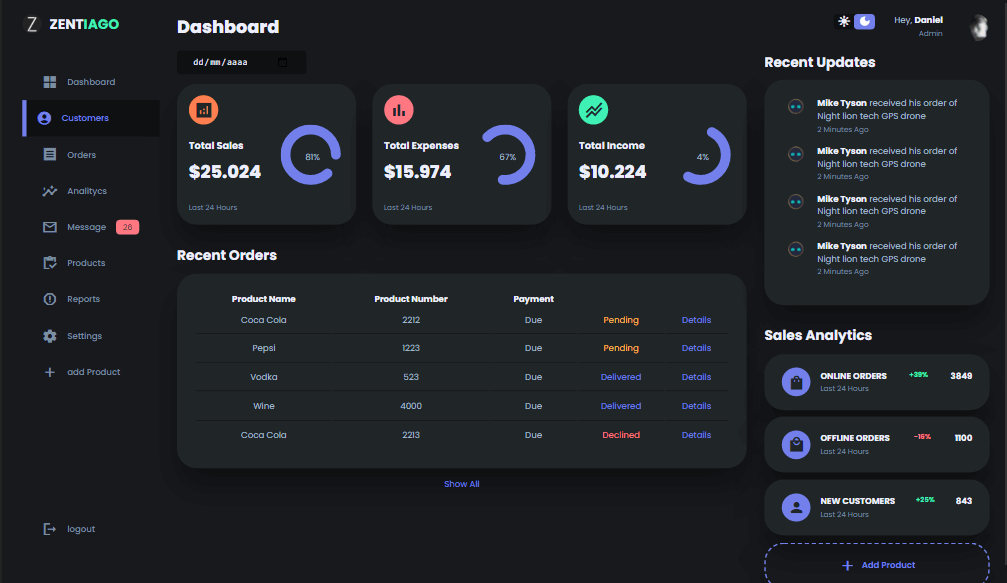 Z ZENTIAGO
Dashboard
Customers
Orders
Analitycs
Message 28
Products
Reports
Settings
add Product
logout
Dashboard
dd/mm/aaaa
Total Sales
$25.024
81%
Last 24 Hours
Total Expenses
$15.974
67%
Last 24 Hours
Total Income
$10.224
4%
Last 24 Hours
Recent Orders
Product Name Product Number Payment
Coca Cola 2212 Due Pending Details
Pepsi 1223 Due Pending Details
Vodka 523 Due Delivered Details
Wine 4000 Due Delivered Details
Coca Cola 2213 Due Declined Details
Show All
Hey, Daniel
Admin
Recent Updates
Mike Tyson received his order of
Night lion tech GPS drone
2 Minutes Ago
Mike Tyson received his order of
Night lion tech GPS drone
2 Minutes Ago
Mike Tyson received his order of
Night lion tech GPS drone
2 Minutes Ago
Mike Tyson received his order of
Night lion tech GPS drone
2 Minutes Ago
Sales Analytics
ONLINE ORDERS +39% 3849
Last 24 Hours
OFFLINE ORDERS -16% 1100
Last 24 Hours
NEW CUSTOMERS +25% 843
Last 24 Hours
Add Product